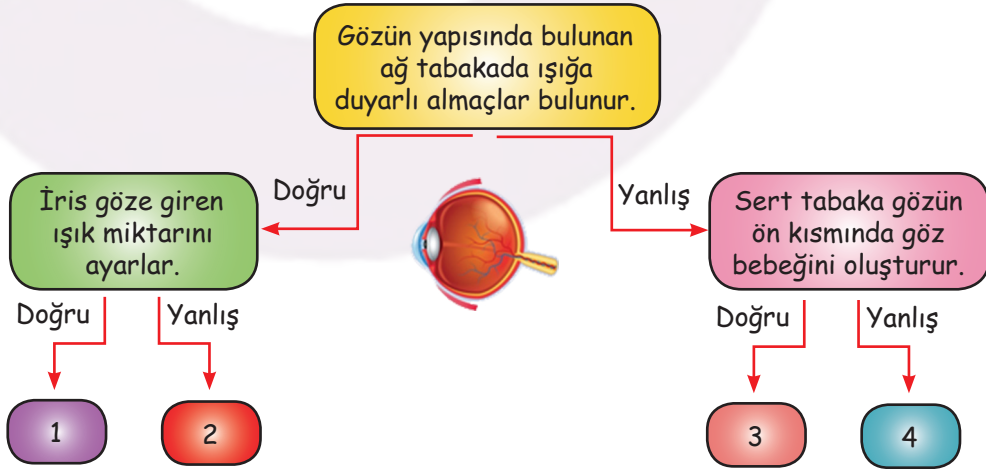 Gözün yapısında bulunan
ağ tabakada ışığa
duyarlı almaçlar bulunur.
Doğru
Yanlış
İris göze giren
ışık miktarını
ayarlar.
Sert tabaka gözün
ön kısmında göz
bebeğini oluşturur.
Doğru
Yanlış
Doğru
Yanlış
1
2
3
4